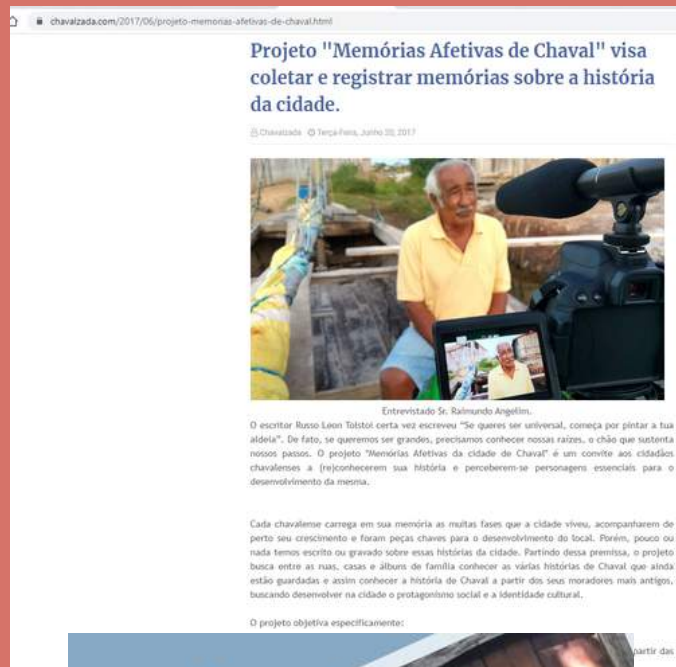 chavalzada.com/2017/06/projeto-memorias-afetivas-de-chaval.html
Projeto "Memórias Afetivas de Chaval" visa
coletar e registrar memórias sobre a história
da cidade.
Chavalzada Terça-Feira, Junho 20, 2017
Entrevistado Sr. Raimundo Angelim.
O escritor Russo Leon Tolstoi certa vez escreveu "Se queres ser universal, começa por pintar a tua
aldeia". De fato, se queremos ser grandes, precisamos conhecer nossas raízes, o chão que sustenta
nossos passos. O projeto "Memórias Afetivas da cidade de Chaval" é um convite aos cidadãos
chavalenses a (re)conhecerem sua história e perceberem-se personagens essenciais para o
desenvolvimento da mesma.
Cada chavalense carrega em sua memória as muitas fases que a cidade viveu, acompanharem de
perto seu crescimento e foram peças chaves para o desenvolvimento do local. Porém, pouco ou
nada temos escrito ou gravado sobre essas histórias da cidade. Partindo dessa premissa, o projeto
busca entre as ruas, casas e álbuns de família conhecer as várias histórias de Chaval que ainda
estão guardadas e assim conhecer a história de Chaval a partir dos seus moradores mais antigos,
buscando desenvolver na cidade o protagonismo social e a identidade cultural.
O projeto objetiva especificamente:
partir das